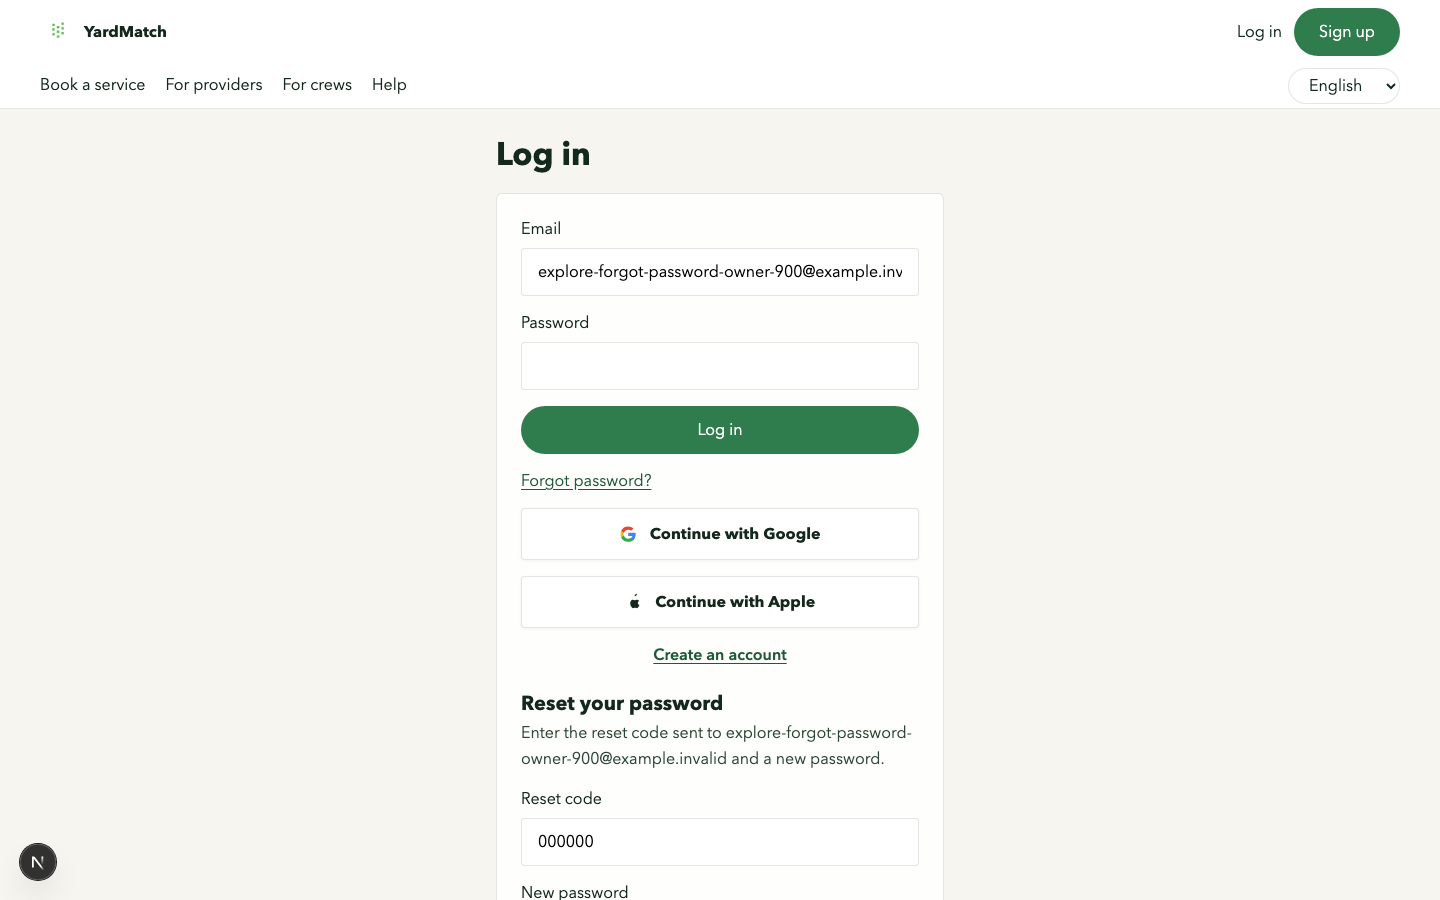 YardMatch
Log in
Sign up
Book a service
For providers
For crews
Help
English
Log in
Email
explore-forgot-password-owner-900@example.inv
Password
Log in
Forgot password?
Continue with Google
Continue with Apple
Create an account
Reset your password
Enter the reset code sent to explore-forgot-password-
owner-900@example.invalid and a new password.
Reset code
000000
N
New password